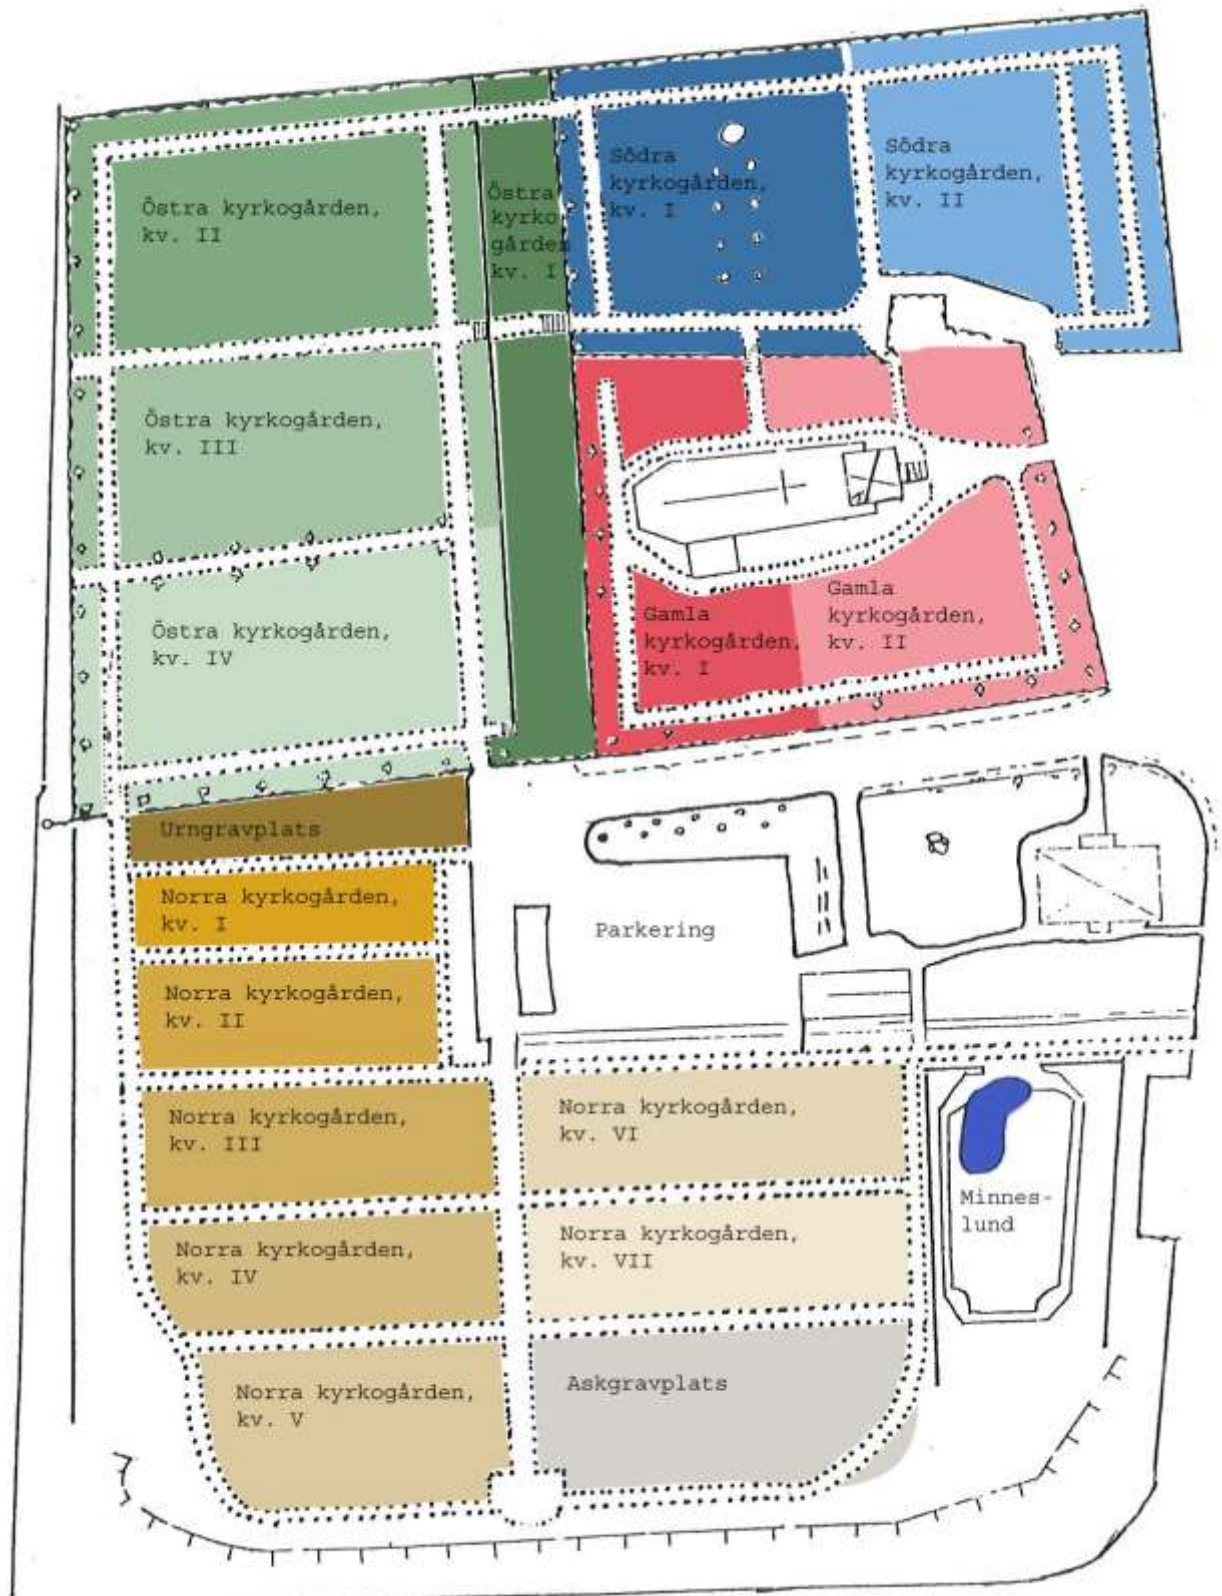 Östra kyrkogården,
kv. II
Östra
kyrko
gården
kv. I
Södra
kyrkogården,
kv. I
Södra
kyrkogården,
kv. II
Östra kyrkogården,
kv. III
Östra kyrkogården,
kv. IV
Gamla
kyrkogården,
kv. I
Gamla
kyrkogården,
kv. II
Urngravplats
Norra kyrkogården,
kv. I
Parkering
Norra kyrkogården,
kv. II
Norra kyrkogården,
kv. III
Norra kyrkogården,
kv. VI
Minnes-
lund
Norra kyrkogården,
kv. IV
Norra kyrkogården,
kv. VII
Norra kyrkogården,
kv. V
Askgravplats